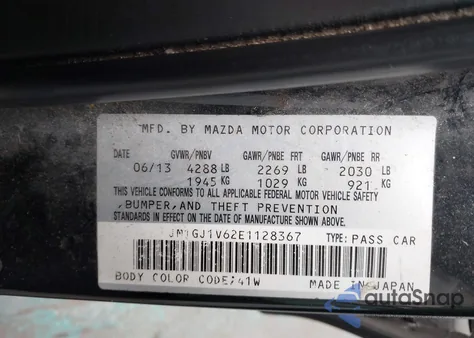 MFD. BY MAZDA MOTOR CORPORATION
DATE GVWR/PNBV GAWR/PNBE FRT GAWR/PNBE RR
06/13 4288 LB 2269 LB 2030 LB
1945 KG 1029 KG 921 KG
THIS VEHICLE CONFORMS TO ALL APPLICABLE FEDERAL MOTOR VEHICLE SAFETY
,BUMPER,AND THEFT PREVENTION
STANDARDS IN EFFECT ON THE DATE OF MANUFACTURE SHOWN ABOVE.
JM1GJ1V62E1128367 TYPE: PASS CAR
BODY COLOR CODE:41W MADE IN JAPAN
autoSnap